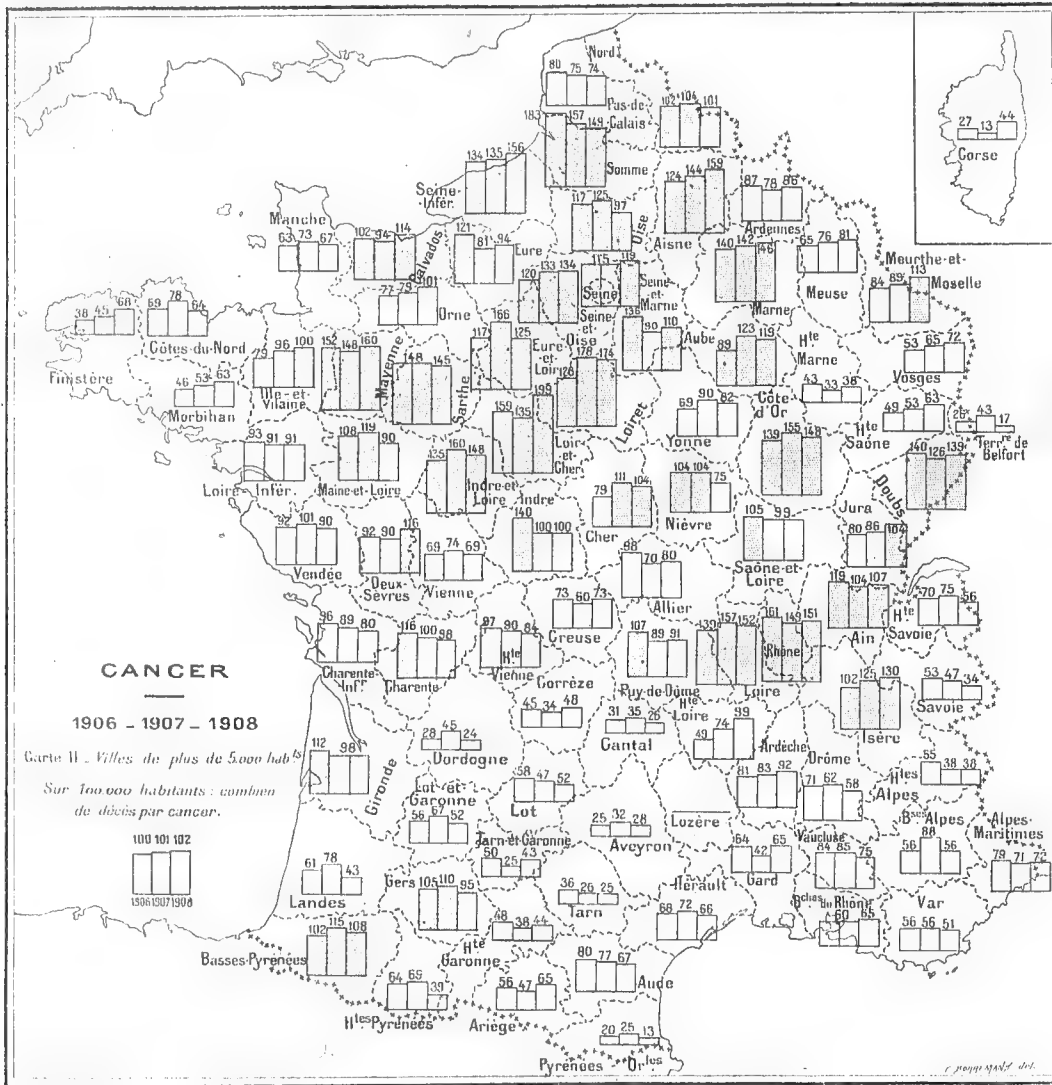 Nord
80 75 74
Pas-de-Calais
104 101
183 157 149
Somme
27 13 44
Corse
134 135 156
Seine-Infér.
117 125 97
Oise
124 144 159
Aisne
87 78 86
Ardennes
Manche
63 73 67
102 94 114
Calvados
121 81 94
Eure
140 142 146
Marne
65 76 81
Meuse
Meurthe-et-Moselle
84 89 113
77 79 101
Orne
120 133 134
Seine-et-Oise
115 119
Seine
Seine-et-Marne
38 45 68
Finistère
69 78 64
Côtes-du-Nord
79 96 100
Ille-et-Vilaine
152 148 160
Mayenne
148 145
Sarthe
117 166 125
Eure-et-Loir
136 90 110
Aube
89 123 119
Hte Marne
53 65 72
Vosges
46 53 63
Morbihan
178 174
Loiret
159 135 199
Loir-et-Cher
69 90 82
Yonne
43 33 38
Côte d'Or
139 155 148
49 53 63
Hte Saône
26 43 17
Terre de Belfort
93 91 91
Loire-Infér.
108 119 90
Maine-et-Loire
135 160 148
Indre-et-Loire
Indre
140 100 100
79 111 104
Cher
104 104 75
Nièvre
140 126 139
Doubs
Jura
80 86 104
92 101 90
Vendée
92 90 116
Deux-Sèvres
69 74 69
Vienne
105 99
Saône-et-Loire
98 70 80
Allier
73 60 73
Creuse
119 104 107
Ain
70 75 56
Hte Savoie
96 89 80
Charente-Infre
116 100 98
Charente
97 90 84
Hte Vienne
107 89 91
Puy-de-Dôme
139 157 152
Loire
161 149 151
Rhône
CANCER
1906 - 1907 - 1908
Carte II _ Villes de plus de 5.000 habts
Sur 100.000 habitants : combien
de décès par cancer.
100 101 102
1906 1907 1908
Corrèze
45 34 48
102 125 130
Isère
53 47 34
Savoie
28 45 24
Dordogne
31 35 26
Cantal
Hte Loire
49 74 99
112 98
Gironde
58 47 52
Lot
Ardèche
81 83 92
Drôme
71 62 58
Htes Alpes
55 38 38
Lot-et-Garonne
56 67 52
25 32 28
Aveyron
Lozère
Bses Alpes
56 88 56
Alpes-Maritimes
79 71 72
61 78 43
Landes
Tarn-et-Garonne
50 25 43
64 42 65
Gard
Vaucluse
84 85 75
Gers
105 110 95
36 26 25
Tarn
Hérault
68 72 66
Bches du Rhône
60 65
Var
56 56 51
102 115 108
Basses-Pyrénées
48 38 44
Hte Garonne
80 77 67
Aude
64 69 39
Htes Pyrénées
56 47 65
Ariège
20 25 13
Pyrénées Orles